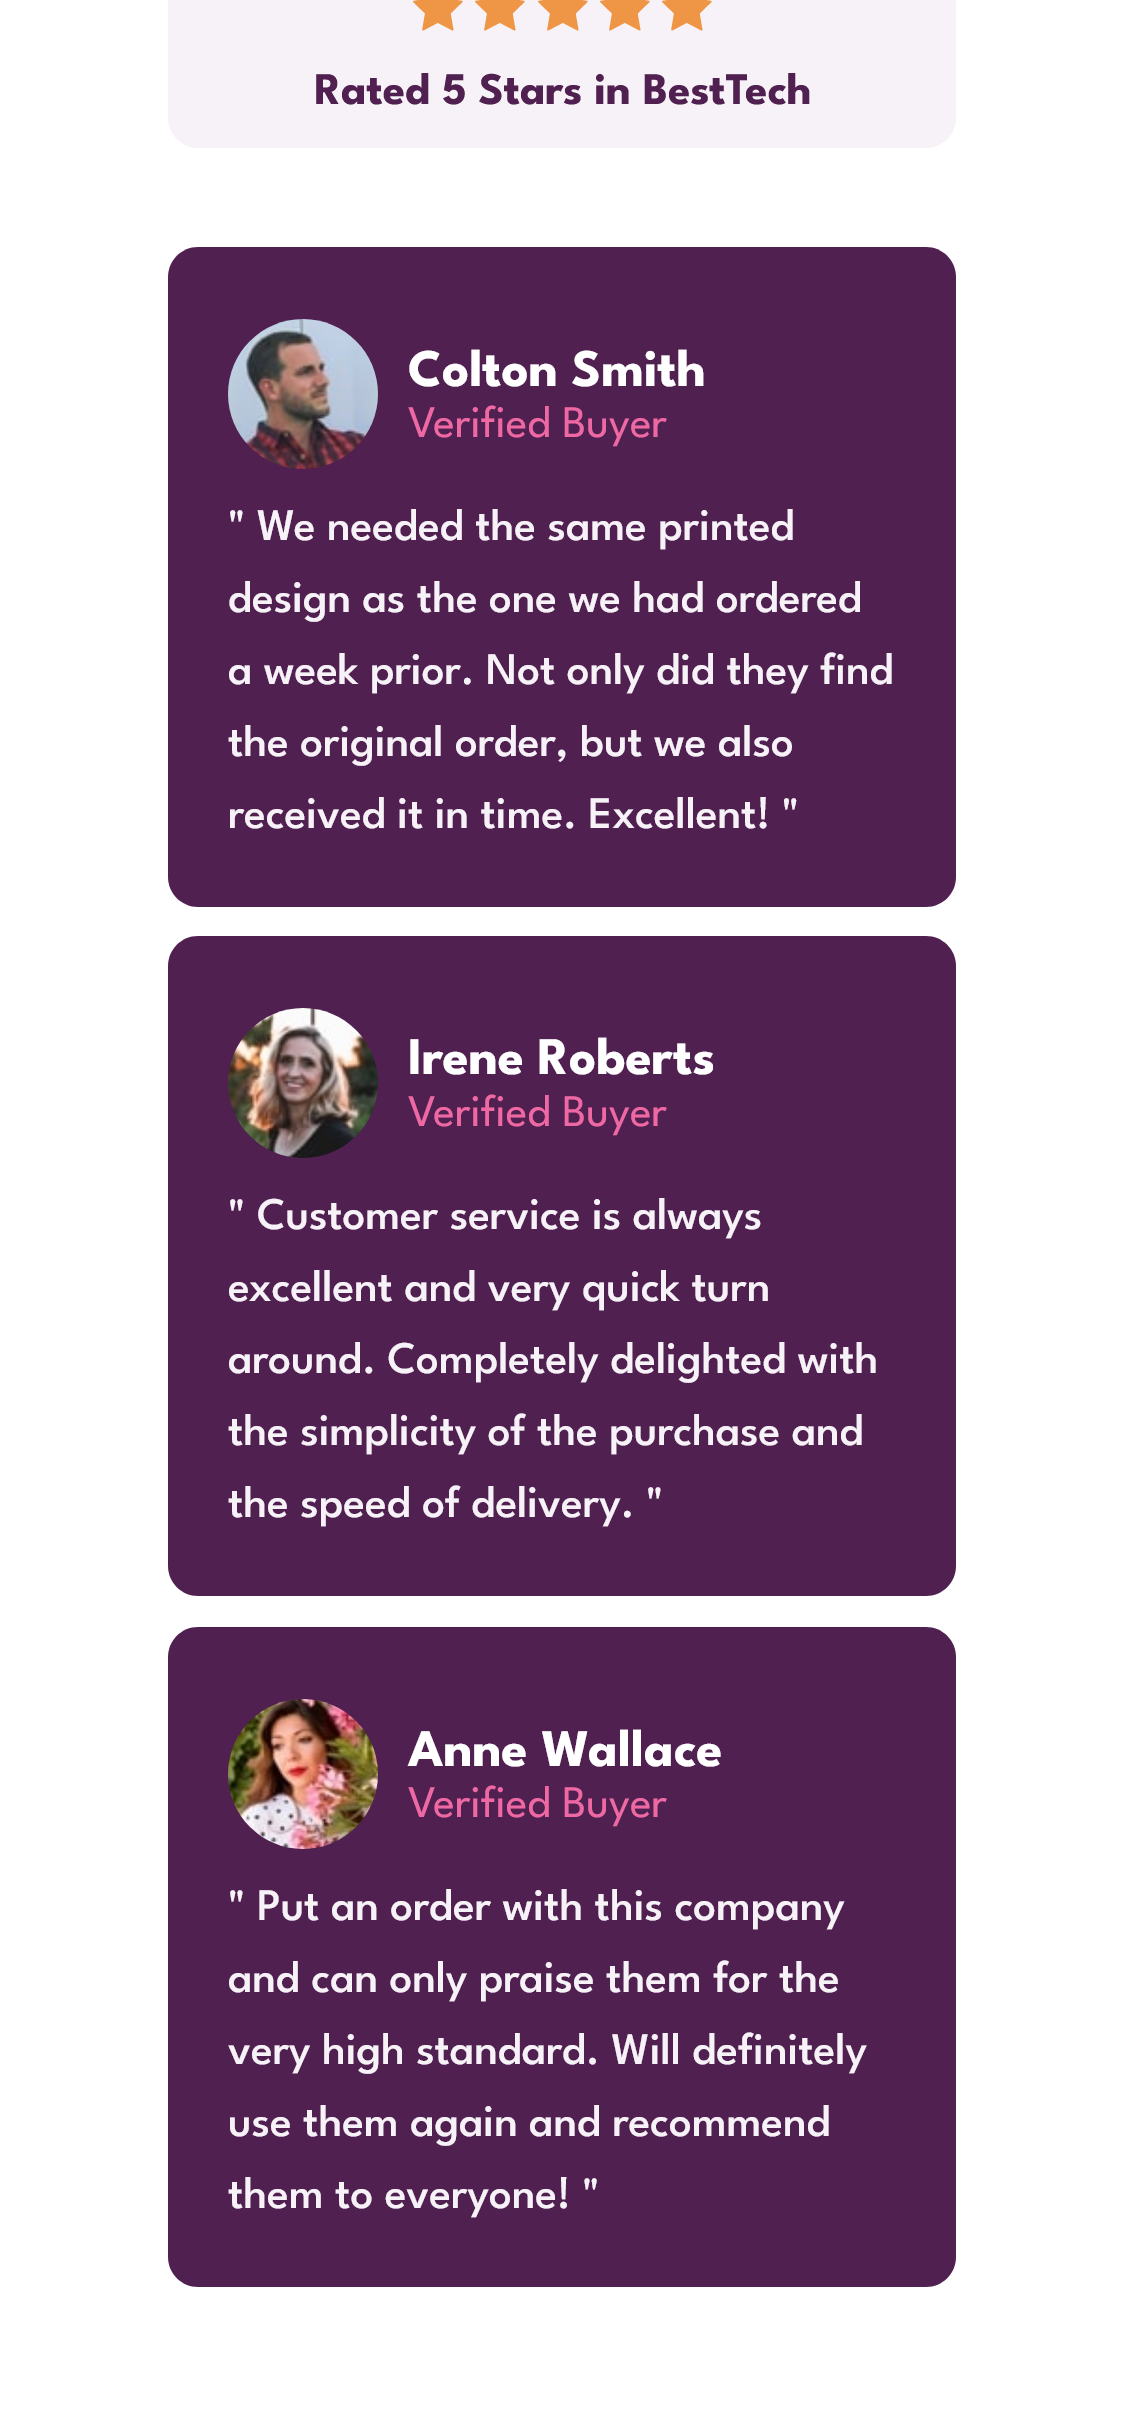 Rated 5 Stars in BestTech
Colton Smith
Verified Buyer
" We needed the same printed
design as the one we had ordered
a week prior. Not only did they find
the original order, but we also
received it in time. Excellent! "
Irene Roberts
Verified Buyer
" Customer service is always
excellent and very quick turn
around. Completely delighted with
the simplicity of the purchase and
the speed of delivery. "
Anne Wallace
Verified Buyer
" Put an order with this company
and can only praise them for the
very high standard. Will definitely
use them again and recommend
them to everyone! "